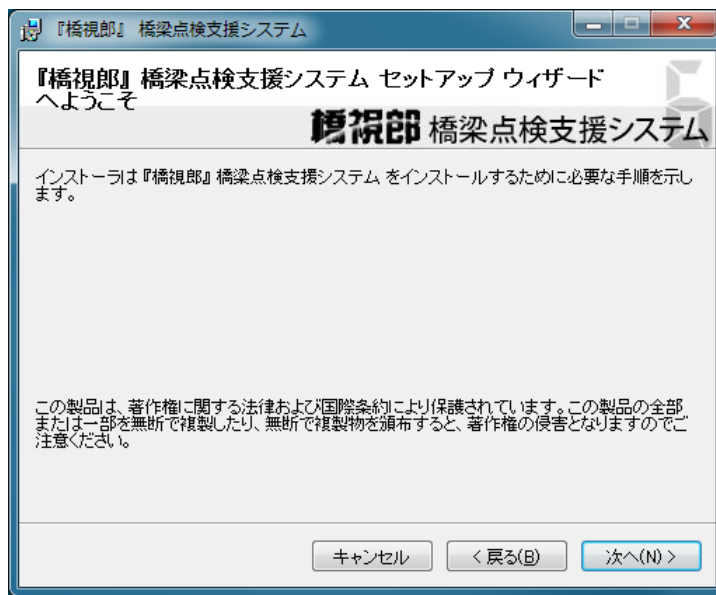 『橋視郎』 橋梁点検支援システム
『橋視郎』 橋梁点検支援システム セットアップ ウィザード
へようこそ
橋視郎 橋梁点検支援システム
インストーラは『橋視郎』 橋梁点検支援システム をインストールするために必要な手順を示し
ます。
この製品は、著作権に関する法律および国際条約により保護されています。この製品の全部
または一部を無断で複製したり、無断で複製物を頒布すると、著作権の侵害となりますのでご
注意ください。
キャンセル
< 戻る(B)
次へ(N) >